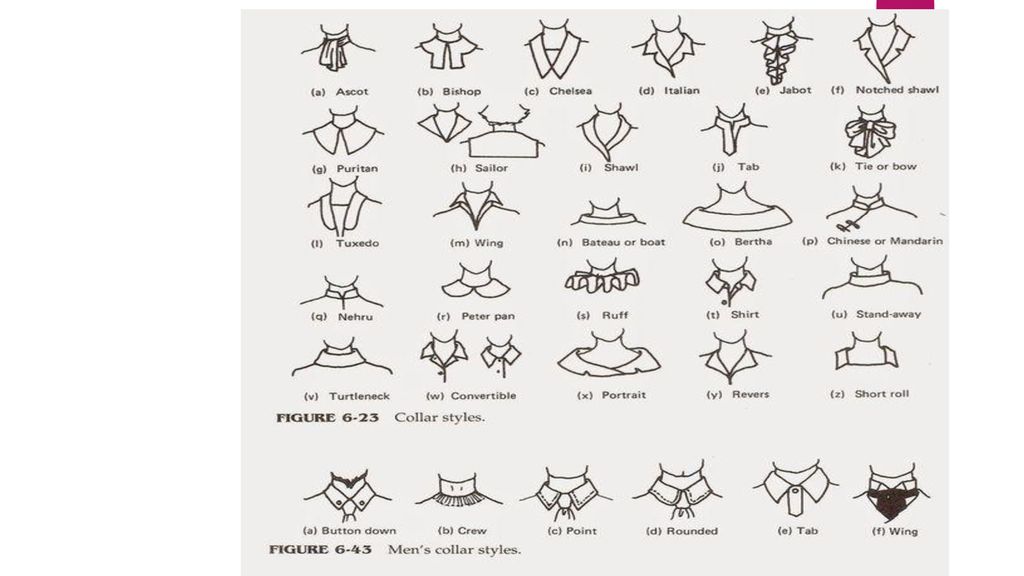 (a) Ascot (b) Bishop (c) Chelsea (d) Italian (e) Jabot (f) Notched shawl
(g) Puritan (h) Sailor (i) Shawl (j) Tab (k) Tie or bow
(l) Tuxedo (m) Wing (n) Bateau or boat (o) Bertha (p) Chinese or Mandarin
(q) Nehru (r) Peter pan (s) Ruff (t) Shirt (u) Stand-away
(v) Turtleneck (w) Convertible (x) Portrait (y) Revers (z) Short roll
FIGURE 6-23 Collar styles.
(a) Button down (b) Crew (c) Point (d) Rounded (e) Tab (f) Wing
FIGURE 6-43 Men's collar styles.